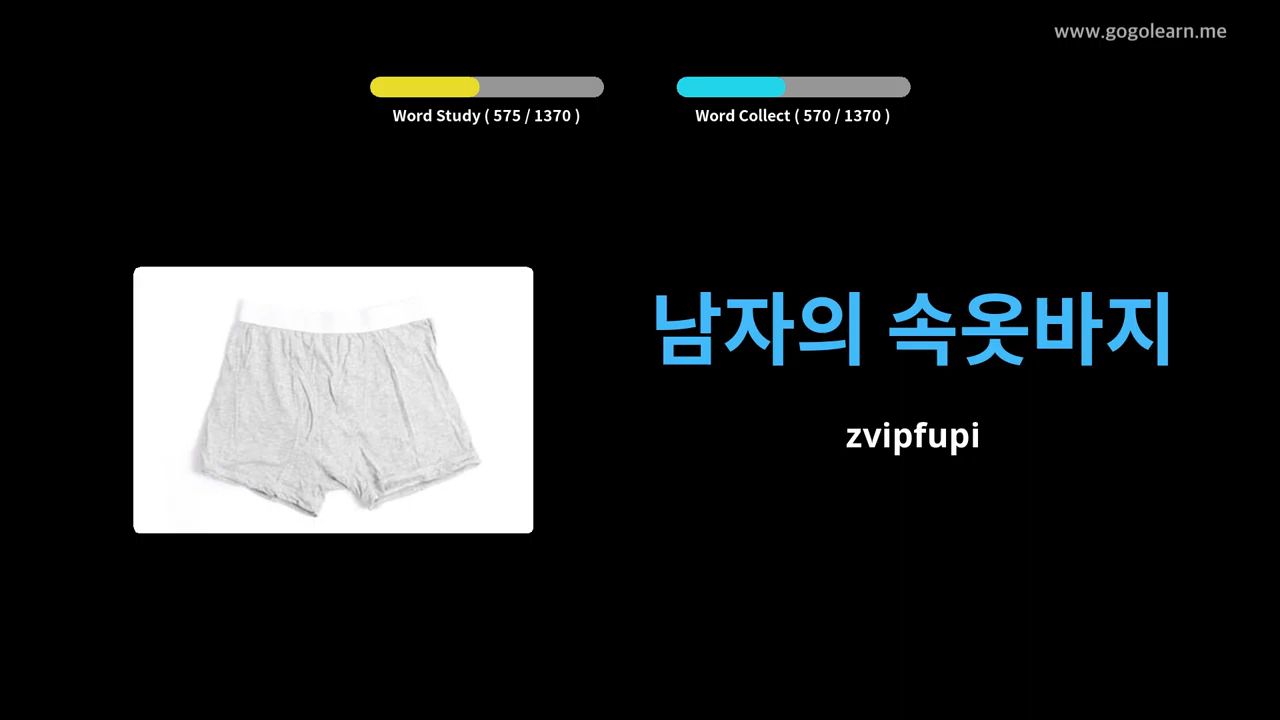 www.gogolearn.me
Word Study ( 575 / 1370 )
Word Collect ( 570 / 1370 )
남자의 속옷바지
zvipfupi